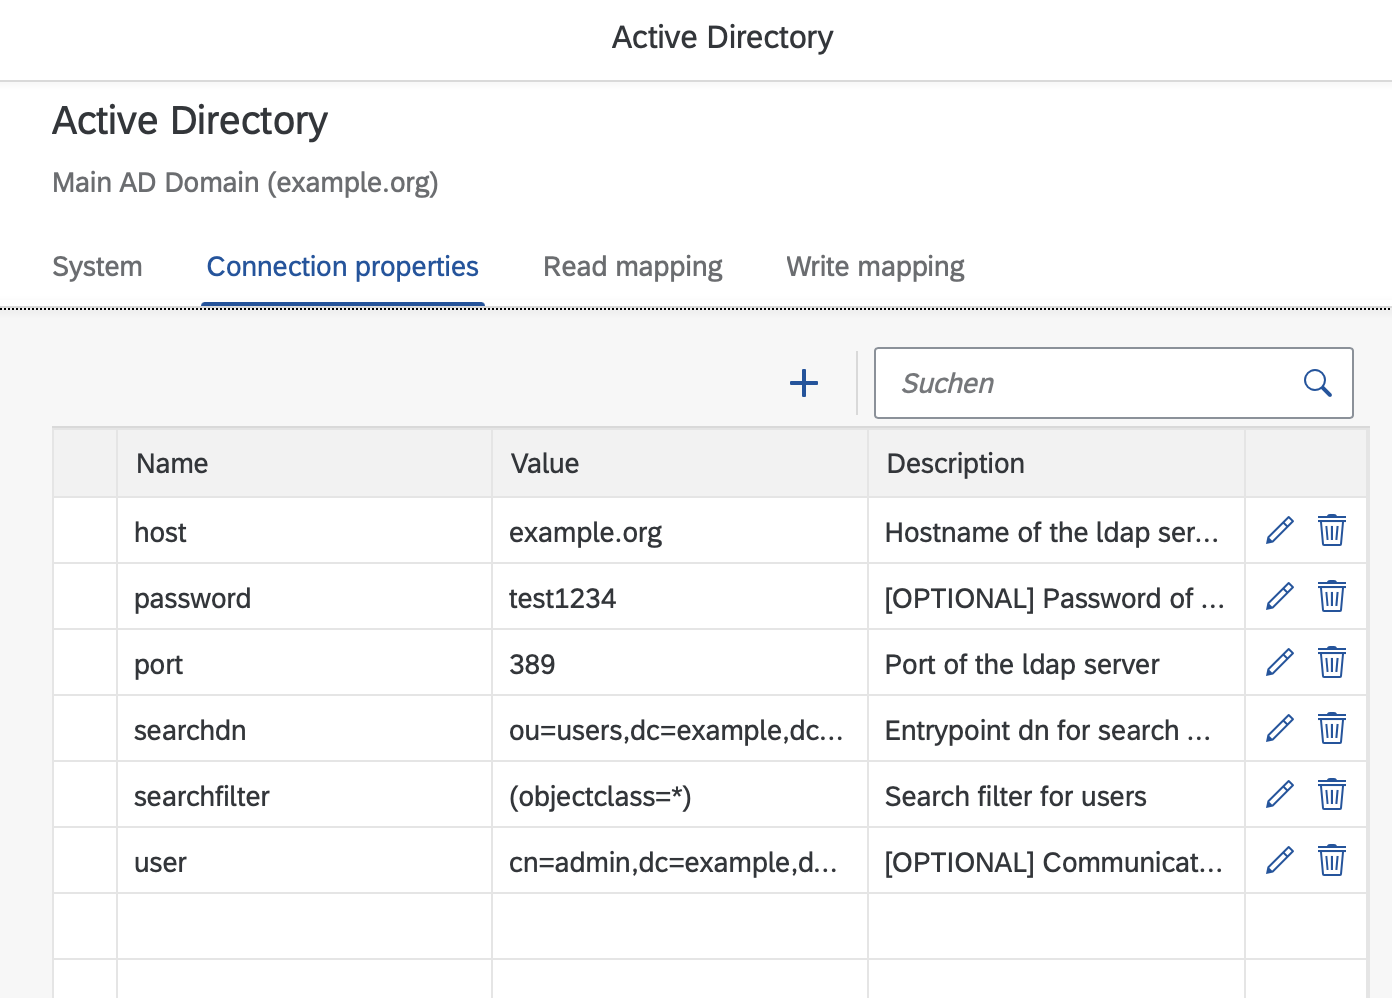 Active Directory
Active Directory
Main AD Domain (example.org)
System Connection properties Read mapping Write mapping
Suchen
Name Value Description
host example.org Hostname of the ldap ser...
password test1234 [OPTIONAL] Password of ...
port 389 Port of the ldap server
searchdn ou=users,dc=example,dc... Entrypoint dn for search ...
searchfilter (objectclass=*) Search filter for users
user cn=admin,dc=example,d... [OPTIONAL] Communicat...